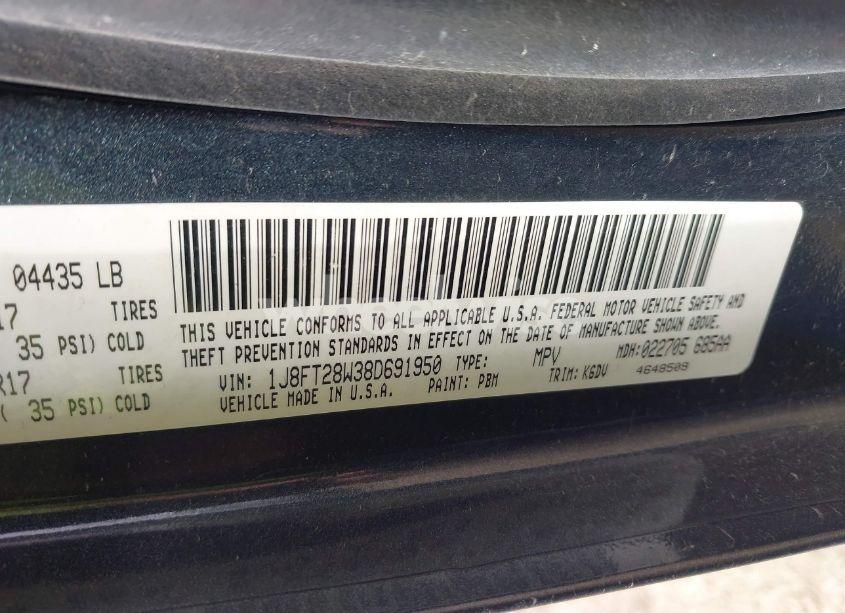 04435 LB
17 TIRES
35 PSI) COLD
R17 TIRES
( 35 PSI) COLD
THIS VEHICLE CONFORMS TO ALL APPLICABLE U.S.A. FEDERAL MOTOR VEHICLE SAFETY AND
THEFT PREVENTION STANDARDS IN EFFECT ON THE DATE OF MANUFACTURE SHOWN ABOVE.
VIN: 1J8FT28W38D691950 TYPE: MPV MDH:022705 685AA
VEHICLE MADE IN U.S.A. PAINT: PBM TRIM: K6DV 4648509